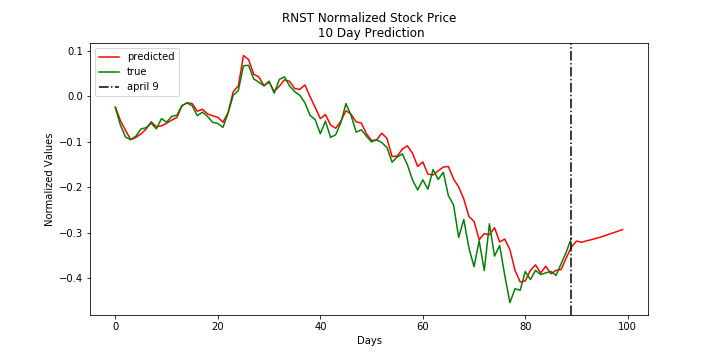 RNST Normalized Stock Price
10 Day Prediction
predicted
true
april 9
Normalized Values
0.1
0.0
−0.1
−0.2
−0.3
−0.4
0
20
40
60
80
100
Days